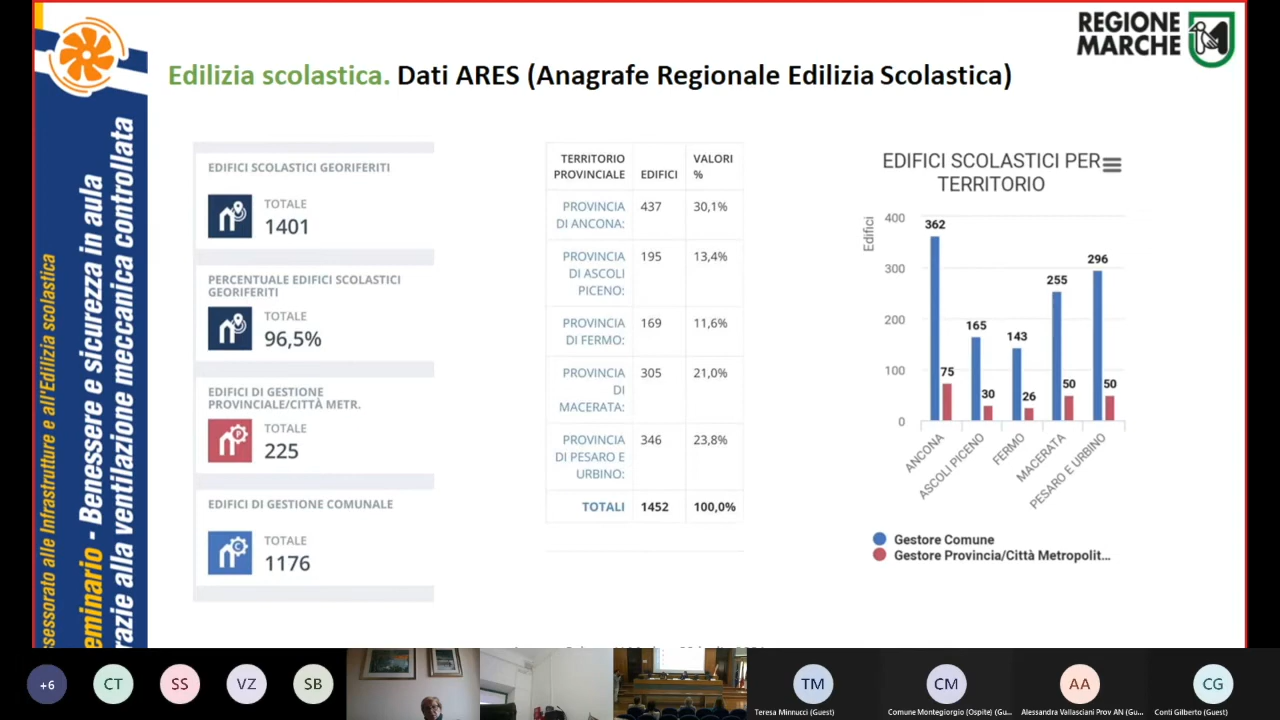 REGIONE
MARCHE
Edilizia scolastica. Dati ARES (Anagrafe Regionale Edilizia Scolastica)
ssessorato alle Infrastrutture e all'Edilizia scolastica
eminario - Benessere e sicurezza in aula
razie alla ventilazione meccanica controllata
EDIFICI SCOLASTICI GEORIFERITI
TOTALE
1401
PERCENTUALE EDIFICI SCOLASTICI
GEORIFERITI
TOTALE
96,5%
EDIFICI DI GESTIONE
PROVINCIALE/CITTÀ METR.
P
TOTALE
225
EDIFICI DI GESTIONE COMUNALE
C
TOTALE
1176
TERRITORIO
PROVINCIALE EDIFICI VALORI
%
PROVINCIA
DI ANCONA: 437 30,1%
PROVINCIA
DI ASCOLI
PICENO: 195 13,4%
PROVINCIA
DI FERMO: 169 11,6%
PROVINCIA
DI
MACERATA: 305 21,0%
PROVINCIA
DI PESARO E
URBINO: 346 23,8%
TOTALI 1452 100,0%
EDIFICI SCOLASTICI PER
TERRITORIO
Edifici
400
300
200
100
0
362
75
165
30
143
26
255
50
296
50
ANCONA
ASCOLI PICENO
FERMO
MACERATA
PESARO E URBINO
Gestore Comune
Gestore Provincia/Città Metropolit...
+6
CT
SS
VZ
SB
TM
Teresa Minnucci (Guest)
CM
Comune Montegiorgio (Ospite) (Gu...
AA
Alessandra Vallasciani Prov AN (Gu...
CG
Conti Gilberto (Guest)